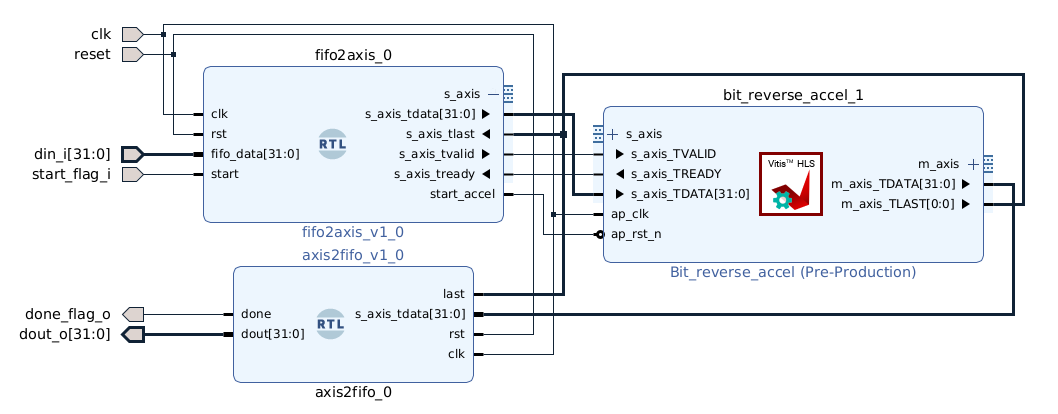 clk
reset
din_i[31:0]
start_flag_i
fifo2axis_0
clk
rst
fifo_data[31:0]
start
RTL
s_axis
s_axis_tdata[31:0]
s_axis_tlast
s_axis_tvalid
s_axis_tready
start_accel
fifo2axis_v1_0
bit_reverse_accel_1
s_axis
s_axis_TVALID
s_axis_TREADY
s_axis_TDATA[31:0]
ap_clk
ap_rst_n
Vitis™ HLS
m_axis
m_axis_TDATA[31:0]
m_axis_TLAST[0:0]
Bit_reverse_accel (Pre-Production)
axis2fifo_v1_0
done_flag_o
dout_o[31:0]
done
dout[31:0]
RTL
last
s_axis_tdata[31:0]
rst
clk
axis2fifo_0